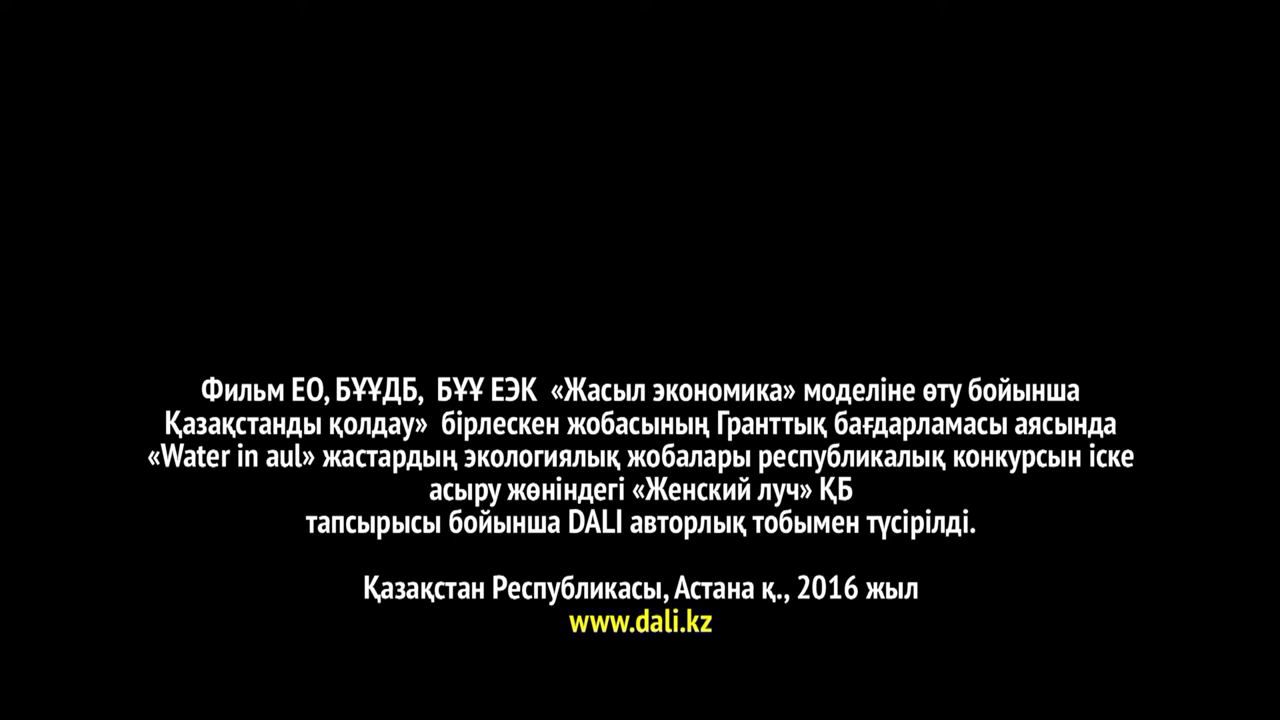 Фильм ЕО, БҰҰДБ, БҰҰ ЕЭК «Жасыл экономика» моделіне өту бойынша
Қазақстанды қолдау» бірлескен жобасының Гранттық бағдарламасы аясында
«Water in aul» жастардың экологиялық жобалары республикалық конкурсын іске
асыру жөніндегі «Женский луч» ҚБ
тапсырысы бойынша DALI авторлық тобымен түсірілді.
Қазақстан Республикасы, Астана қ., 2016 жыл
www.dali.kz